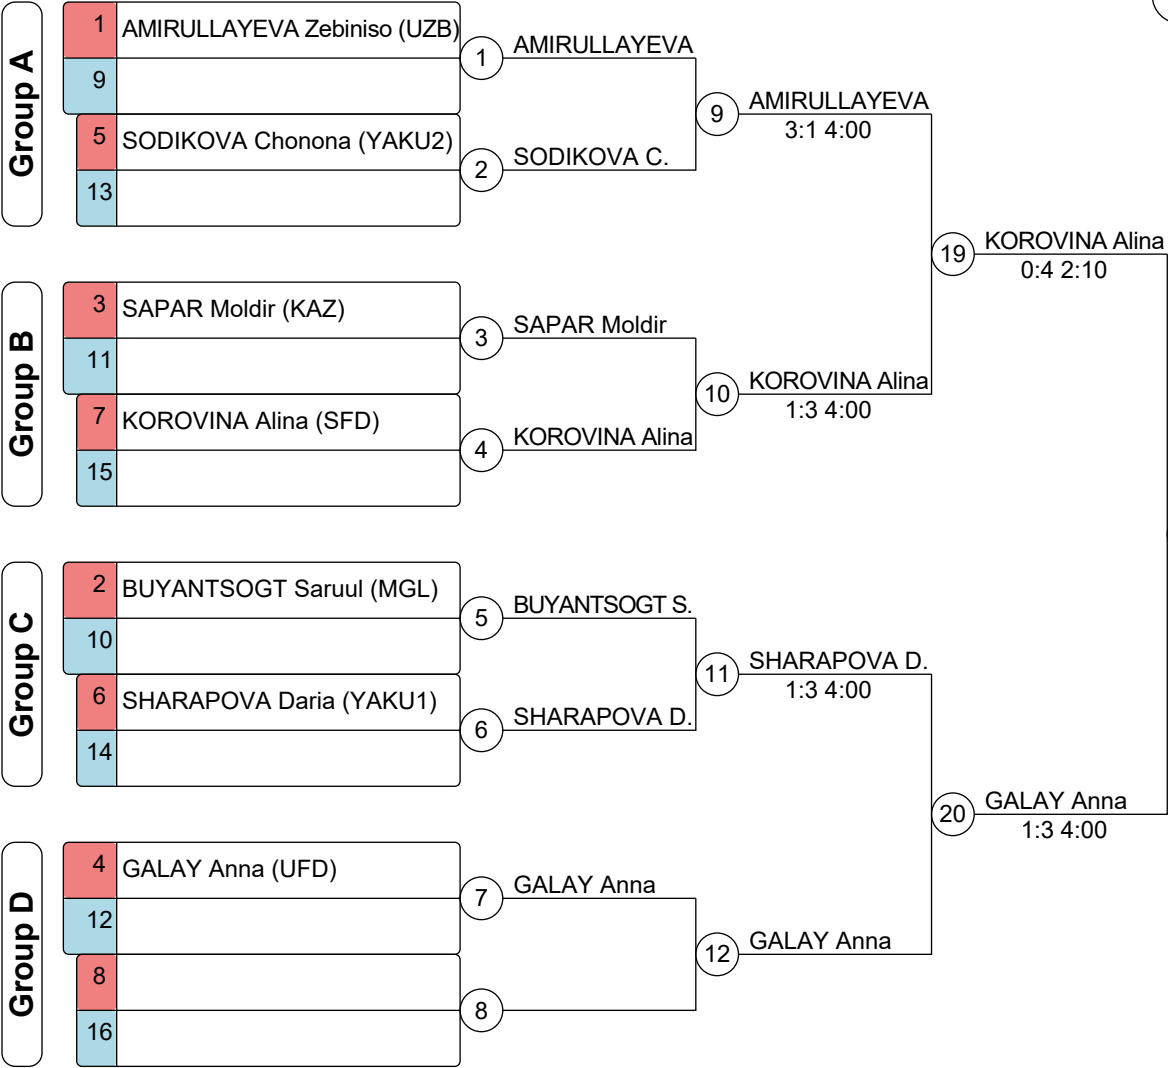 Group A
1 AMIRULLAYEVA Zebiniso (UZB)
9
5 SODIKOVA Chonona (YAKU2)
13
1 AMIRULLAYEVA
2 SODIKOVA C.
9 AMIRULLAYEVA
3:1 4:00
Group B
3 SAPAR Moldir (KAZ)
11
7 KOROVINA Alina (SFD)
15
3 SAPAR Moldir
4 KOROVINA Alina
10 KOROVINA Alina
1:3 4:00
19 KOROVINA Alina
0:4 2:10
Group C
2 BUYANTSOGT Saruul (MGL)
10
6 SHARAPOVA Daria (YAKU1)
14
5 BUYANTSOGT S.
6 SHARAPOVA D.
11 SHARAPOVA D.
1:3 4:00
Group D
4 GALAY Anna (UFD)
12
8
16
7 GALAY Anna
8
12 GALAY Anna
20 GALAY Anna
1:3 4:00